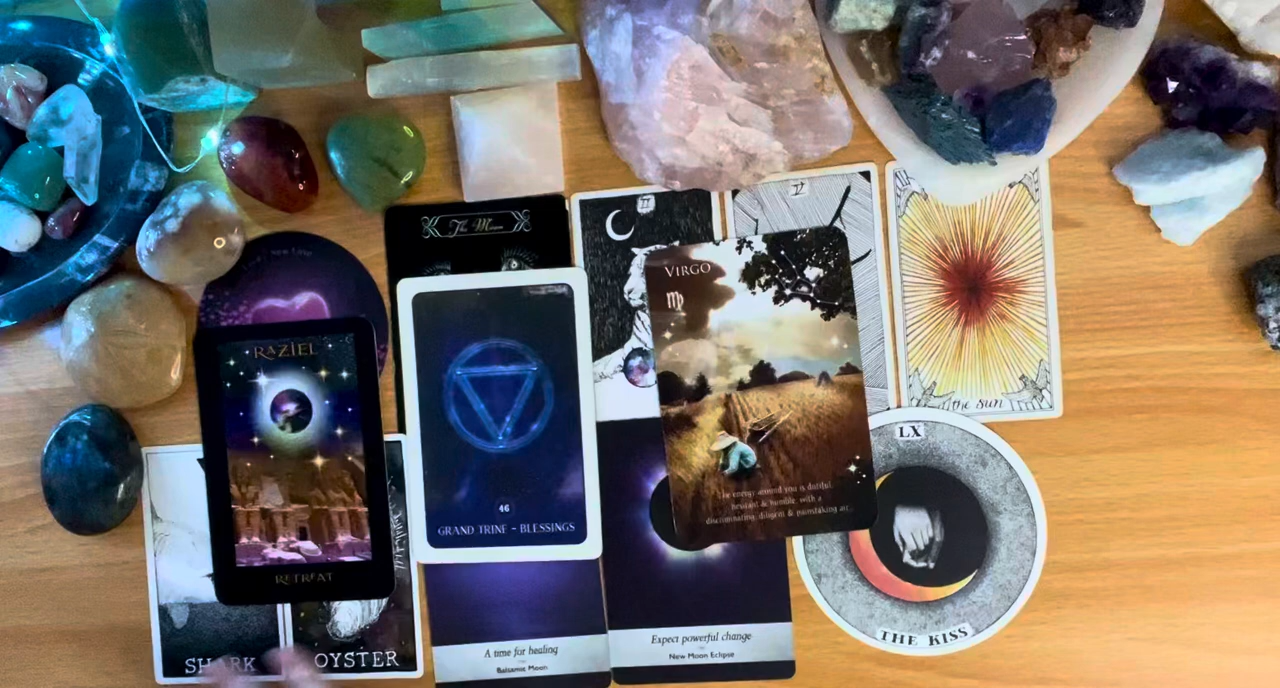 The Moon
II
V
new time
VIRGO
RAZIEL
the Sun
LX
The energy around you is dutiful,
hesitant & humble, with a
discriminating, diligent & painstaking air...
46
GRAND TRINE ~ BLESSINGS
RETREAT
THE KISS
Expect powerful change
New Moon Eclipse
A time for healing
Balsamic Moon
SHARK
OYSTER